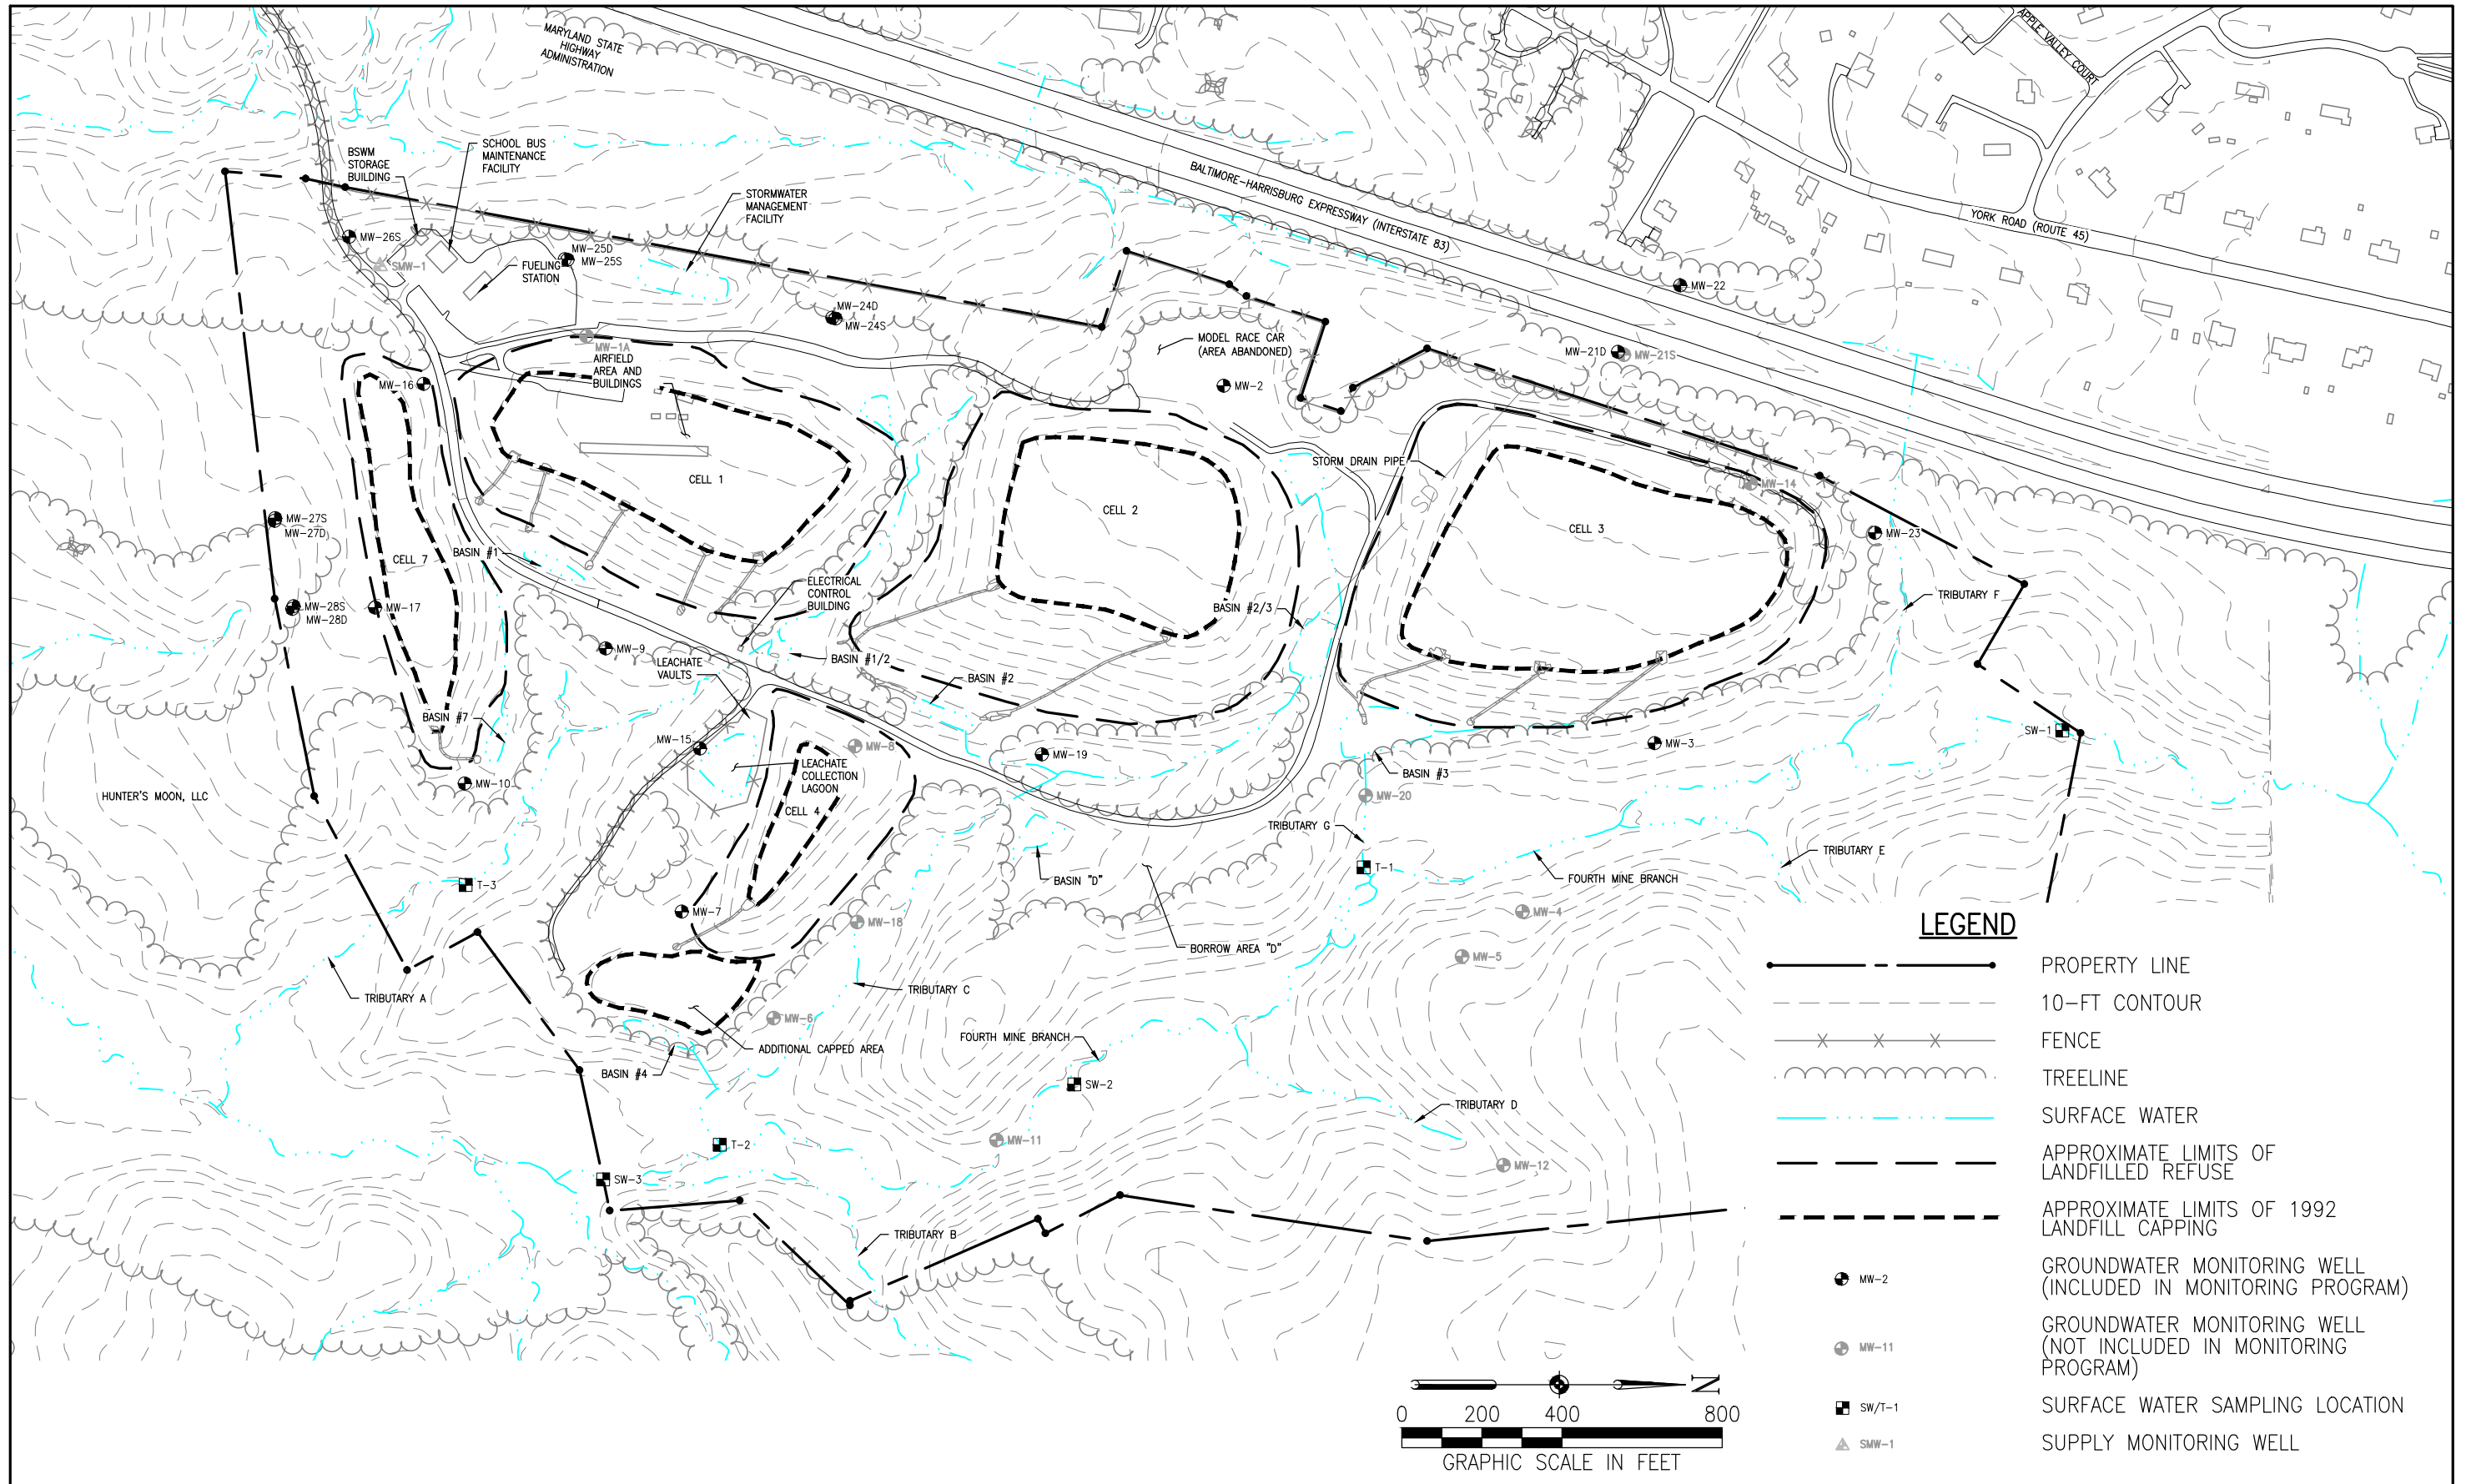 MARYLAND STATE
HIGHWAY
ADMINISTRATION
APPLE VALLEY COURT
BSWM
STORAGE
BUILDING
SCHOOL BUS
MAINTENANCE
FACILITY
STORMWATER
MANAGEMENT
FACILITY
BALTIMORE-HARRISBURG EXPRESSWAY (INTERSTATE 83)
YORK ROAD (ROUTE 45)
MW-26S
SMW-1
FUELING
STATION
MW-25D
MW-25S
MW-24D
MW-24S
MW-22
MW-1A
AIRFIELD
AREA AND
BUILDINGS
MODEL RACE CAR
(AREA ABANDONED)
MW-21D
MW-21S
MW-16
MW-2
STORM DRAIN PIPE
SD
MW-14
CELL 1
CELL 2
CELL 3
MW-27S
MW-27D
MW-23
CELL 7
BASIN #1
ELECTRICAL
CONTROL
BUILDING
MW-28S
MW-28D
MW-17
BASIN #2/3
TRIBUTARY F
MW-9
LEACHATE
VAULTS
BASIN #1/2
BASIN #2
BASIN #7
MW-15
MW-8
MW-19
MW-3
SW-1
LEACHATE
COLLECTION
LAGOON
BASIN #3
MW-10
HUNTER'S MOON, LLC
CELL 4
MW-20
TRIBUTARY G
T-3
BASIN "D"
T-1
FOURTH MINE BRANCH
TRIBUTARY E
MW-7
MW-18
MW-4
BORROW AREA "D"
MW-5
TRIBUTARY A
TRIBUTARY C
MW-6
ADDITIONAL CAPPED AREA
FOURTH MINE BRANCH
BASIN #4
SW-2
TRIBUTARY D
T-2
MW-11
MW-12
SW-3
TRIBUTARY B
LEGEND
PROPERTY LINE
10-FT CONTOUR
FENCE
TREELINE
SURFACE WATER
APPROXIMATE LIMITS OF
LANDFILLED REFUSE
APPROXIMATE LIMITS OF 1992
LANDFILL CAPPING
MW-2
GROUNDWATER MONITORING WELL
(INCLUDED IN MONITORING PROGRAM)
MW-11
GROUNDWATER MONITORING WELL
(NOT INCLUDED IN MONITORING
PROGRAM)
SW/T-1
SURFACE WATER SAMPLING LOCATION
SMW-1
SUPPLY MONITORING WELL
N
0 200 400 800
GRAPHIC SCALE IN FEET